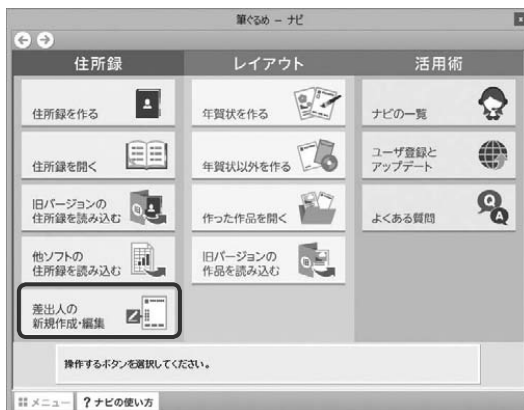 筆ぐるめ － ナビ
住所録
レイアウト
活用術
住所録を作る
年賀状を作る
ナビの一覧
住所録を開く
年賀状以外を作る
ユーザ登録と
アップデート
旧バージョンの
住所録を読み込む
作った作品を開く
よくある質問
他ソフトの
住所録を読み込む
旧バージョンの
作品を読み込む
差出人の
新規作成・編集
操作するボタンを選択してください。
メニュー
?ナビの使い方